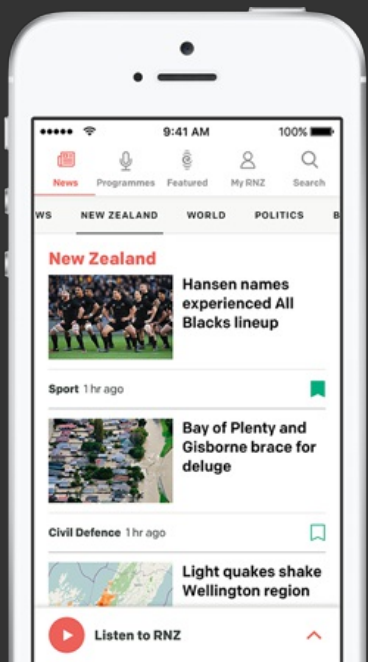 9:41 AM 100%
News Programmes Featured My RNZ Search
WS NEW ZEALAND WORLD POLITICS B
New Zealand
Hansen names
experienced All
Blacks lineup
Sport 1 hr ago
Bay of Plenty and
Gisborne brace for
deluge
Civil Defence 1 hr ago
Light quakes shake
Wellington region
Listen to RNZ